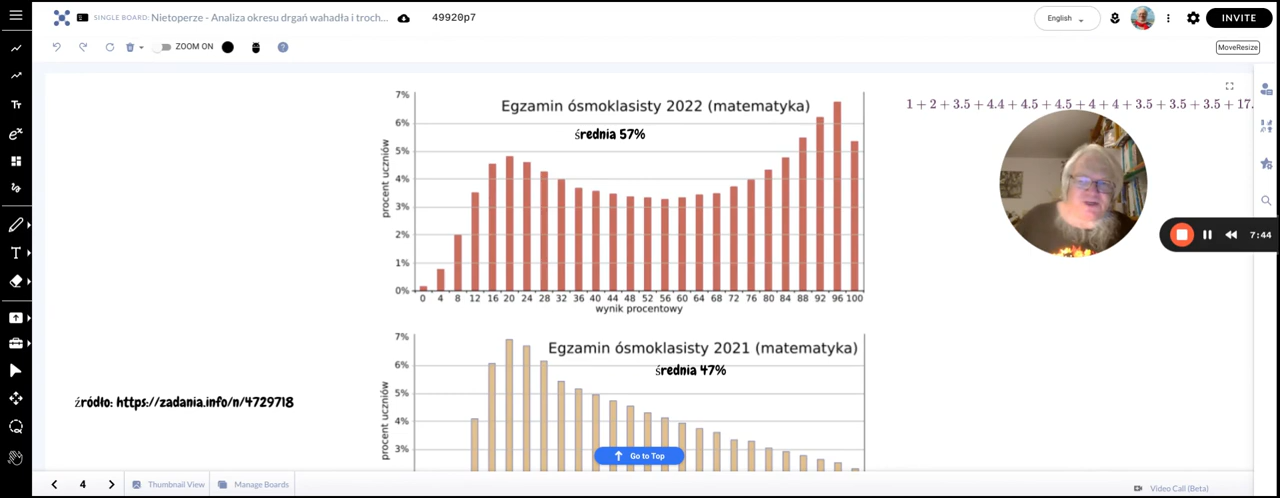 SINGLE BOARD: Nietoperze - Analiza okresu drgań wahadła i troch...
49920p7
English
INVITE
ZOOM ON
MoveResize
Egzamin ósmoklasisty 2022 (matematyka)
średnia 57%
7%
6%
5%
4%
3%
2%
1%
0%
procent uczniów
0 4 8 12 16 20 24 28 32 36 40 44 48 52 56 60 64 68 72 76 80 84 88 92 96 100
wynik procentowy
1 + 2 + 3.5 + 4.4 + 4.5 + 4.5 + 4 + 4 + 3.5 + 3.5 + 3.5 + 17.
7:44
Egzamin ósmoklasisty 2021 (matematyka)
średnia 47%
7%
6%
5%
4%
3%
procent uczniów
źródło: https://zadania.info/n/4729718
Go to Top
4
Thumbnail View
Manage Boards
Video Call (Beta)